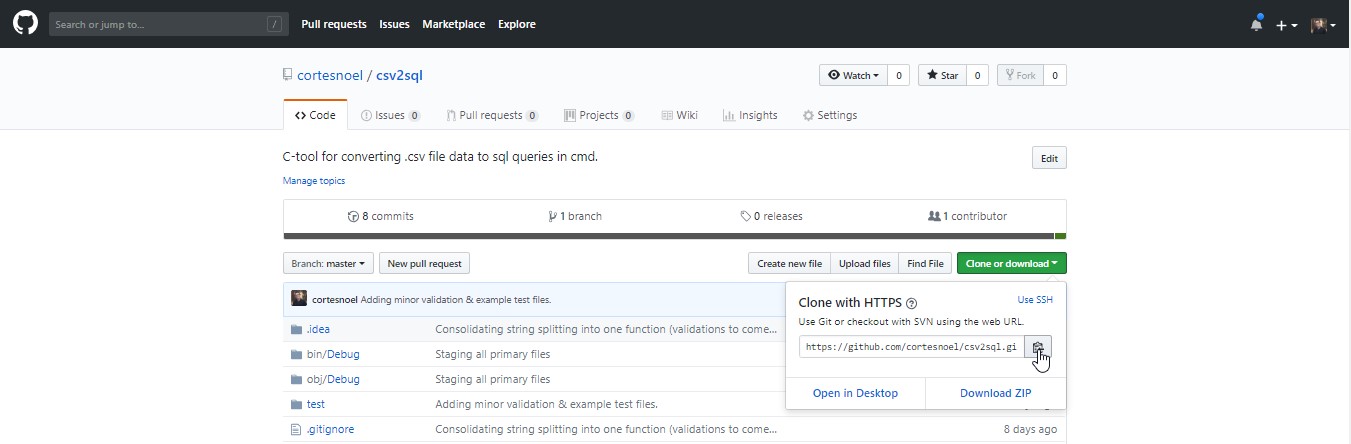 Search or jump to... / Pull requests Issues Marketplace Explore
cortesnoel / csv2sql Watch 0 Star 0 Fork 0
Code Issues 0 Pull requests 0 Projects 0 Wiki Insights Settings
C-tool for converting .csv file data to sql queries in cmd. Edit
Manage topics
8 commits 1 branch 0 releases 1 contributor
Branch: master New pull request Create new file Upload files Find File Clone or download
cortesnoel Adding minor validation & example test files.
Clone with HTTPS ? Use SSH
Use Git or checkout with SVN using the web URL.
https://github.com/cortesnoel/csv2sql.gi
Open in Desktop Download ZIP
.idea Consolidating string splitting into one function (validations to come...
bin/Debug Staging all primary files
obj/Debug Staging all primary files
test Adding minor validation & example test files.
.gitignore Consolidating string splitting into one function (validations to come... 8 days ago